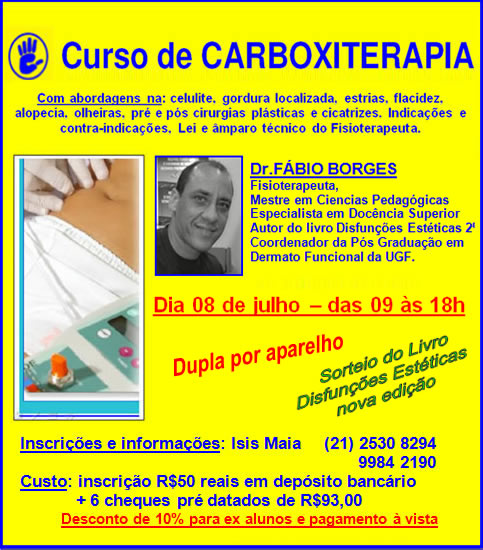 Curso de CARBOXITERAPIA
Com abordagens na: celulite, gordura localizada, estrias, flacidez,
alopecia, olheiras, pré e pós cirurgias plásticas e cicatrizes. Indicações e
contra-indicações, Lei e âmparo técnico do Fisioterapeuta.
Dr.FÁBIO BORGES
Fisioterapeuta,
Mestre em Ciencias Pedagógicas
Especialista em Docência Superior
Autor do livro Disfunções Estéticas 2ª
Coordenador da Pós Graduação em
Dermato Funcional da UGF.
Dia 08 de julho – das 09 às 18h
Dupla por aparelho
Sorteio do Livro
Disfunções Estéticas
nova edição
Inscrições e informações: Isis Maia (21) 2530 8294
9984 2190
Custo: inscrição R$50 reais em depósito bancário
+ 6 cheques pré datados de R$93,00
Desconto de 10% para ex alunos e pagamento à vista